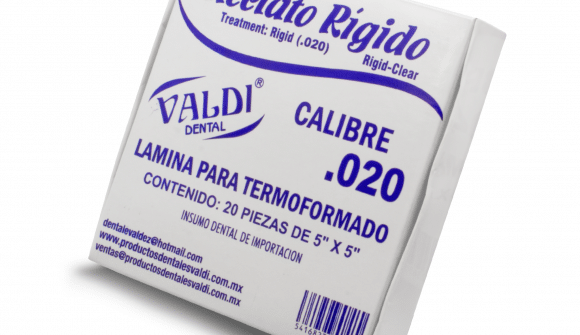 Rígido
Treatment: Rigid (.020)
Rigid-Clear
VALDI®
DENTAL
CALIBRE
.020
LAMINA PARA TERMOFORMADO
CONTENIDO: 20 PIEZAS DE 5" X 5"
INSUMO DENTAL DE IMPORTACION
dentalevaldez@hotmail.com
www.productosdentalesvaldi.com.mx
ventas@productosdentalesvaldi.com.mx